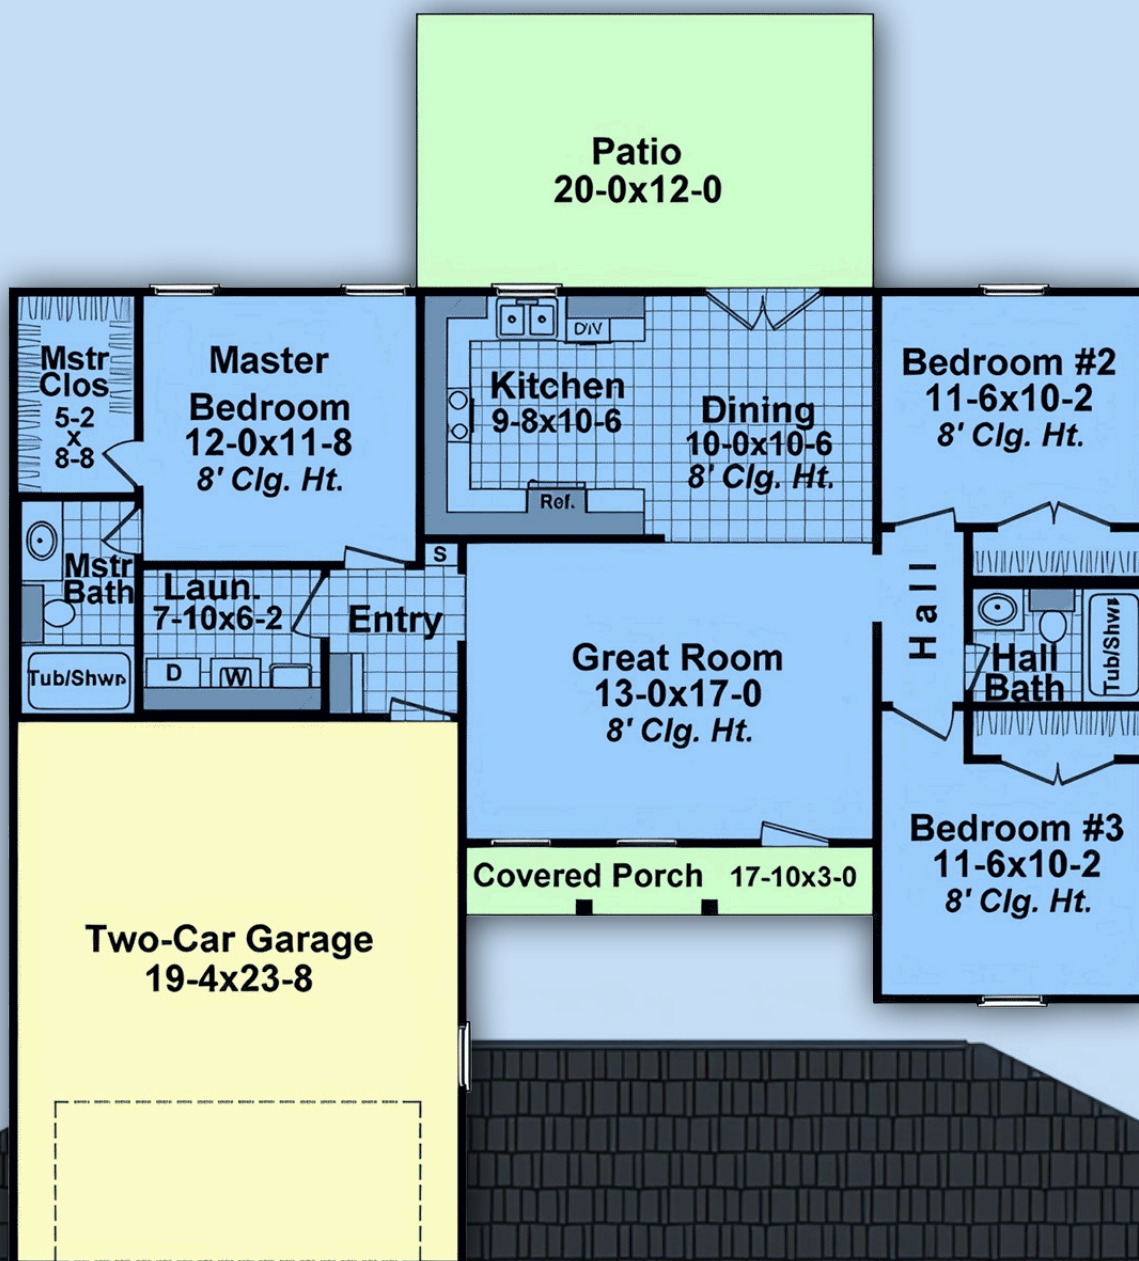 Patio
20-0x12-0
Mstr
Clos
5-2
x
8-8
Master
Bedroom
12-0x11-8
8' Clg. Ht.
D/W
Kitchen
9-8x10-6
Ref.
Dining
10-0x10-6
8' Clg. Ht.
Bedroom #2
11-6x10-2
8' Clg. Ht.
S
Mstr
Bath
Tub/Shwr
Laun.
7-10x6-2
D
W
Entry
Great Room
13-0x17-0
8' Clg. Ht.
Hall
Hall
Bath
Tub/Shwr
Bedroom #3
11-6x10-2
8' Clg. Ht.
Covered Porch 17-10x3-0
Two-Car Garage
19-4x23-8